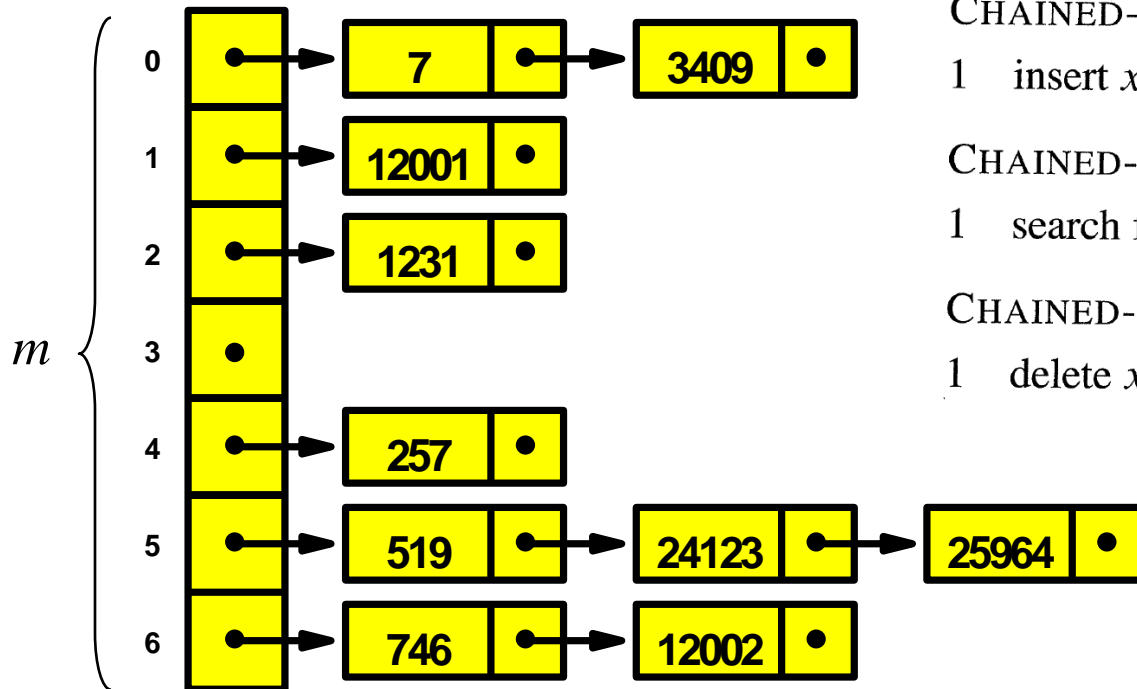 0 7 3409
1 12001
2 1231
m 3
4 257
5 519 24123 25964
6 746 12002
CHAINED-
1 insert x
CHAINED-
1 search
CHAINED-
1 delete x